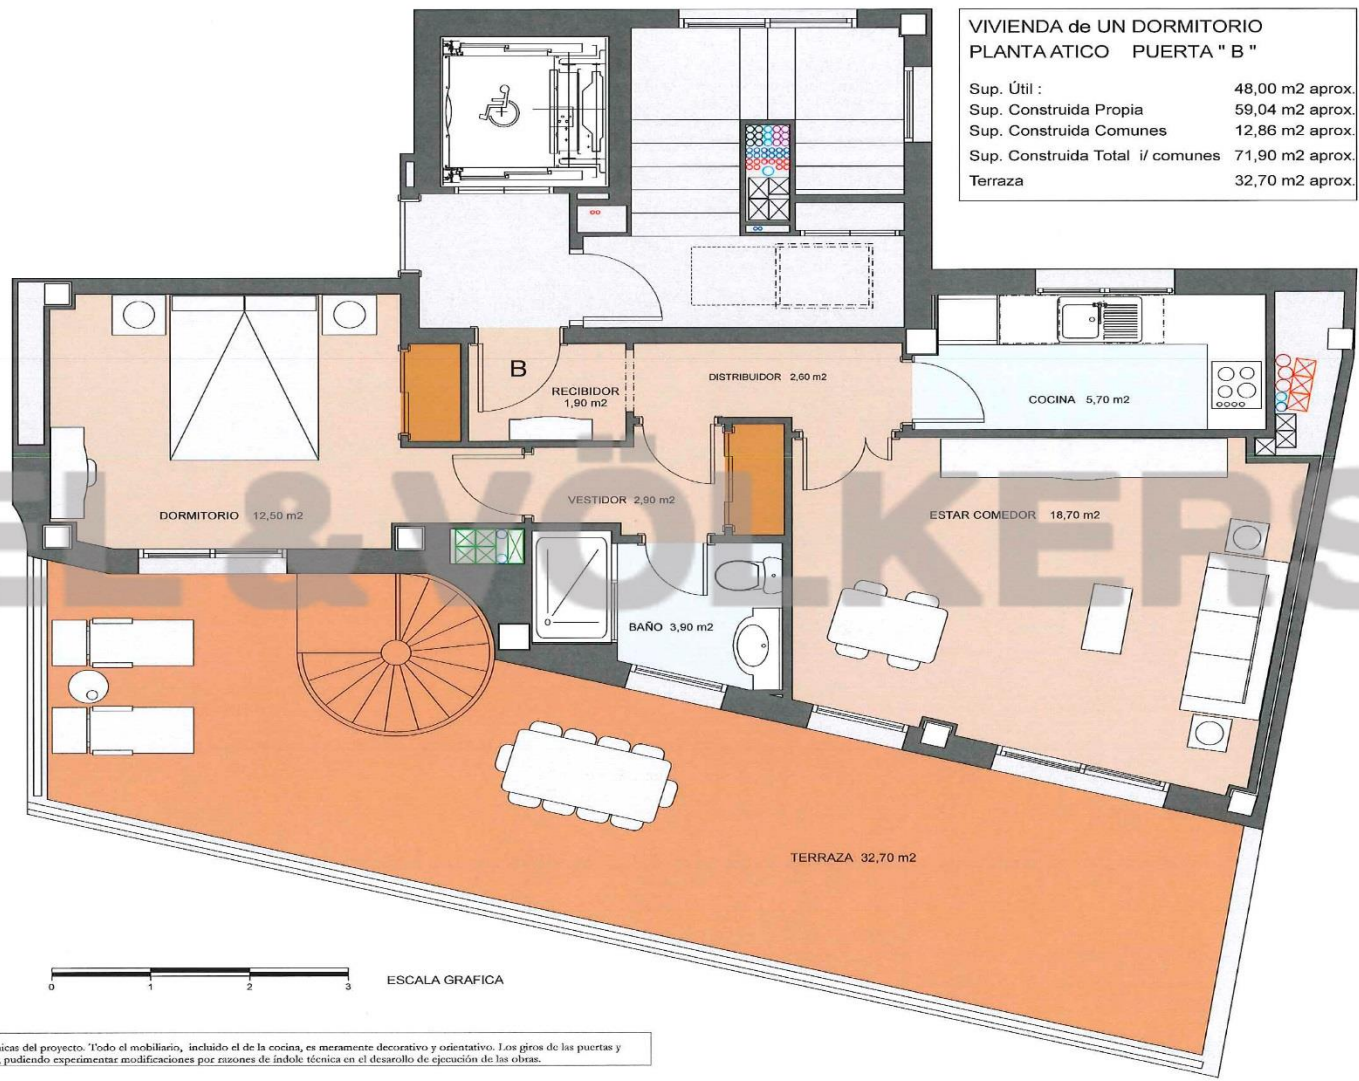 VIVIENDA de UN DORMITORIO
PLANTA ATICO PUERTA " B "
Sup. Útil : 48,00 m2 aprox.
Sup. Construida Propia 59,04 m2 aprox.
Sup. Construida Comunes 12,86 m2 aprox.
Sup. Construida Total i/ comunes 71,90 m2 aprox.
Terraza 32,70 m2 aprox.
B
RECIBIDOR
1,90 m2
DISTRIBUIDOR 2,60 m2
COCINA 5,70 m2
VESTIDOR 2,90 m2
DORMITORIO 12,50 m2
ESTAR COMEDOR 18,70 m2
EL & VÖLKERS
BAÑO 3,90 m2
TERRAZA 32,70 m2
0 1 2 3
ESCALA GRAFICA
icas del proyecto. Todo el mobiliario, incluido el de la cocina, es meramente decorativo y orientativo. Los giros de las puertas y
, pudiendo experimentar modificaciones por razones de índole técnica en el desarollo de ejecución de las obras.